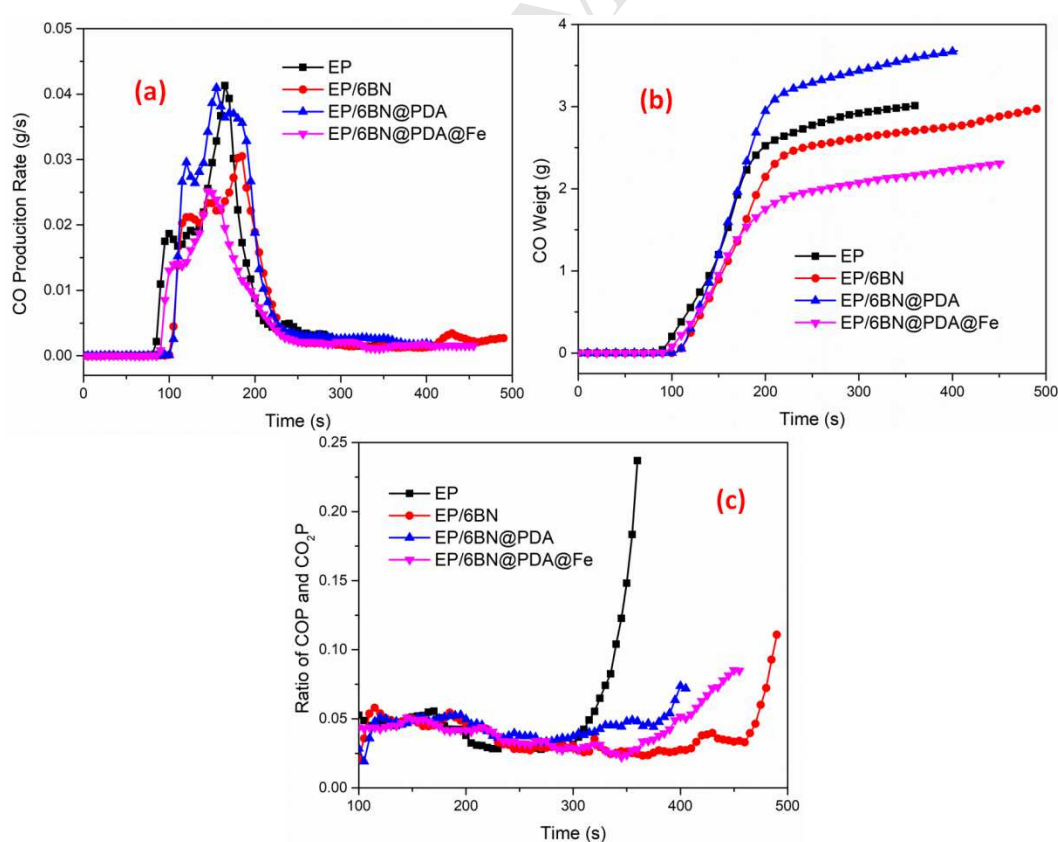 0.05
0.04
0.03
0.02
0.01
0.00
CO Produciton Rate (g/s)
(a)
EP
EP/6BN
EP/6BN@PDA
EP/6BN@PDA@Fe
0 100 200 300 400 500
Time (s)
4
3
2
1
0
CO Weigt (g)
(b)
EP
EP/6BN
EP/6BN@PDA
EP/6BN@PDA@Fe
0 100 200 300 400 500
Time (s)
0.25
0.20
0.15
0.10
0.05
0.00
Ratio of COP and CO₂P
EP
EP/6BN
EP/6BN@PDA
EP/6BN@PDA@Fe
(c)
100 200 300 400 500
Time (s)